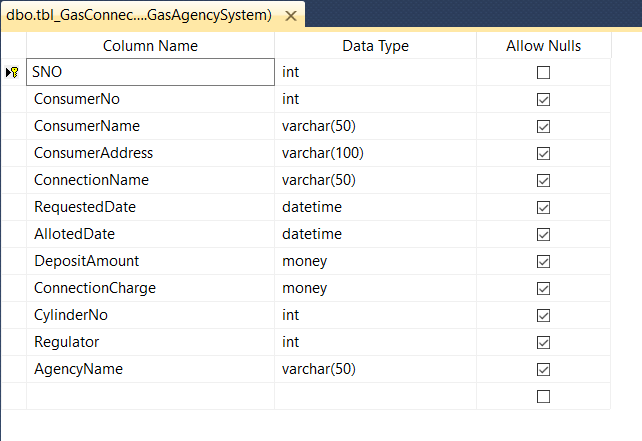 dbo.tbl_GasConnec....GasAgencySystem)
Column Name Data Type Allow Nulls
SNO int
ConsumerNo int
ConsumerName varchar(50)
ConsumerAddress varchar(100)
ConnectionName varchar(50)
RequestedDate datetime
AllotedDate datetime
DepositAmount money
ConnectionCharge money
CylinderNo int
Regulator int
AgencyName varchar(50)